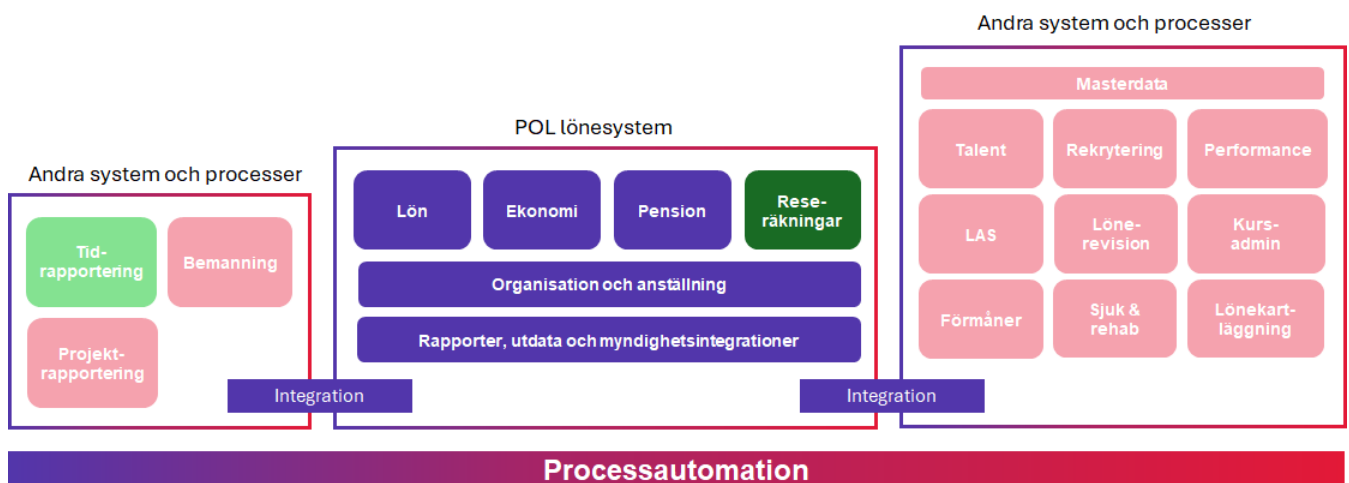 Andra system och processer
Tid-
rapportering
Bemanning
Projekt-
rapportering
Integration
POL lönesystem
Lön
Ekonomi
Pension
Rese-
räkningar
Organisation och anställning
Rapporter, utdata och myndighetsintegrationer
Integration
Andra system och processer
Masterdata
Talent
Rekrytering
Performance
LAS
Löne-
revision
Kurs-
admin
Förmåner
Sjuk &
rehab
Lönekart-
läggning
Processautomation